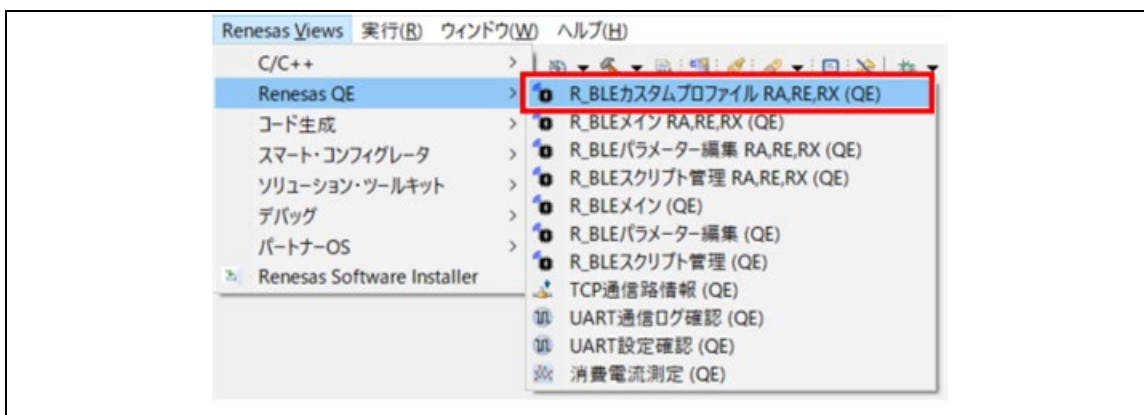 Renesas Views 実行(R) ウィンドウ(W) ヘルプ(H)
C/C++ >
Renesas QE >
コード生成 >
スマート・コンフィグレータ >
ソリューション・ツールキット >
デバッグ >
パートナーOS >
Renesas Software Installer
R_BLEカスタムプロファイル RA,RE,RX (QE)
R_BLEメイン RA,RE,RX (QE)
R_BLEパラメーター編集 RA,RE,RX (QE)
R_BLEスクリプト管理 RA,RE,RX (QE)
R_BLEメイン (QE)
R_BLEパラメーター編集 (QE)
R_BLEスクリプト管理 (QE)
TCP通信路情報 (QE)
UART通信ログ確認 (QE)
UART設定確認 (QE)
消費電流測定 (QE)